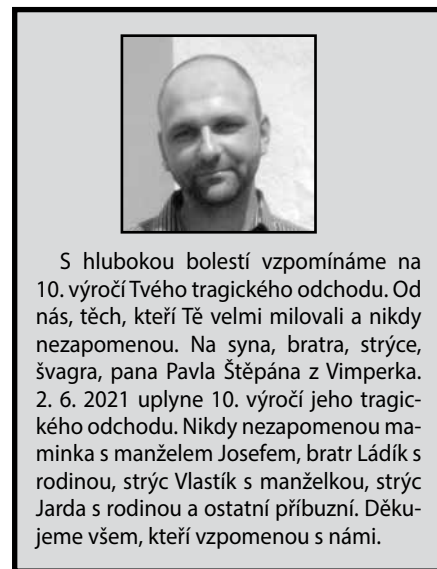 S hlubokou bolestí vzpomínáme na
10. výročí Tvého tragického odchodu. Od
nás, těch, kteří Tě velmi milovali a nikdy
nezapomenou. Na syna, bratra, strýce,
švagra, pana Pavla Štěpána z Vimperka.
2. 6. 2021 uplyne 10. výročí jeho tragic-
kého odchodu. Nikdy nezapomenou ma-
minka s manželem Josefem, bratr Ládík s
rodinou, strýc Vlastík s manželkou, strýc
Jarda s rodinou a ostatní příbuzní. Děku-
jeme všem, kteří vzpomenou s námi.